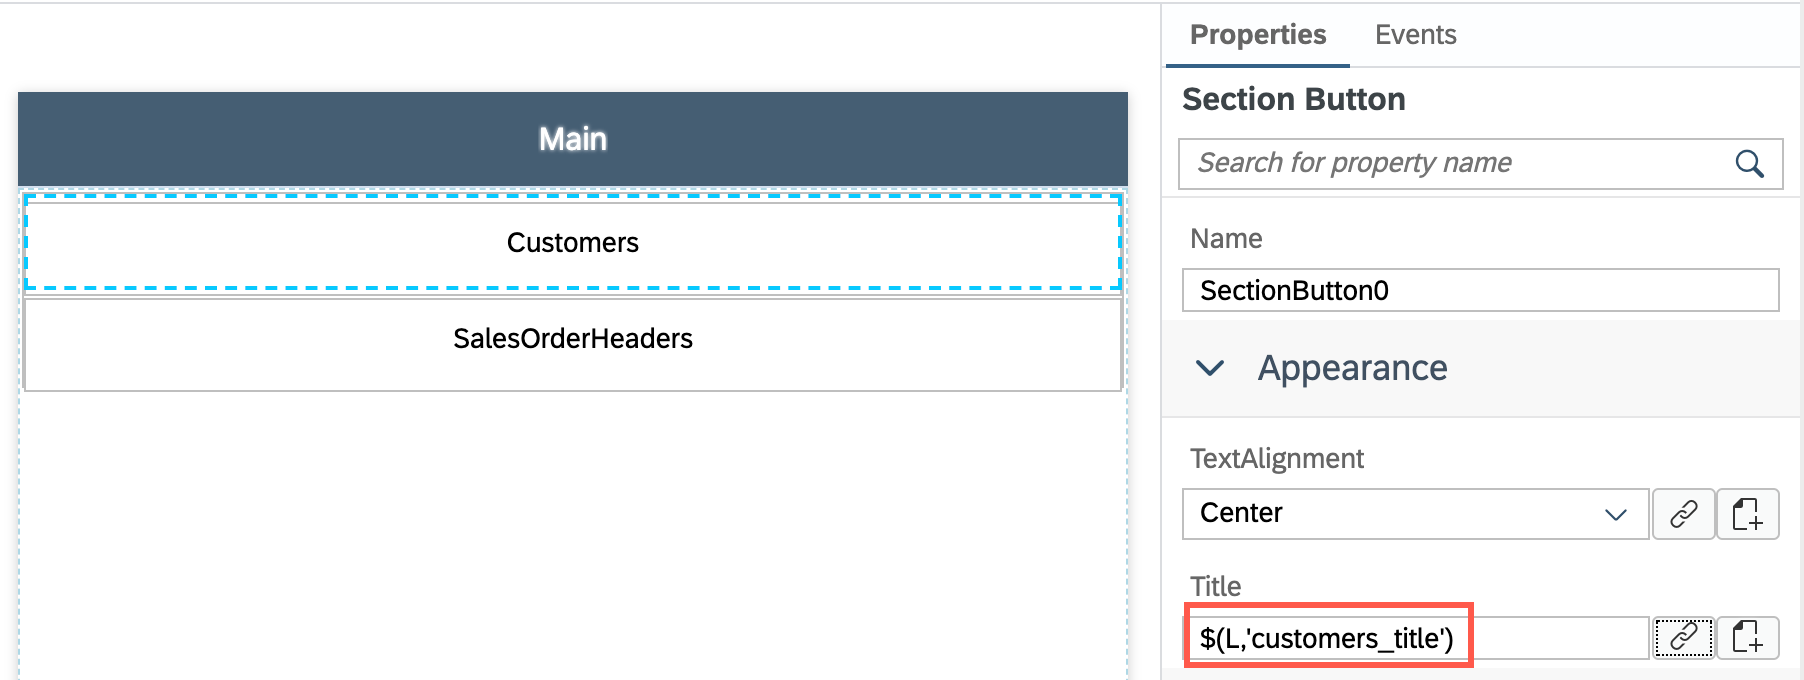 Main
Customers
SalesOrderHeaders
Properties Events
Section Button
Search for property name
Name
SectionButton0
Appearance
TextAlignment
Center
Title
$(L,'customers_title')